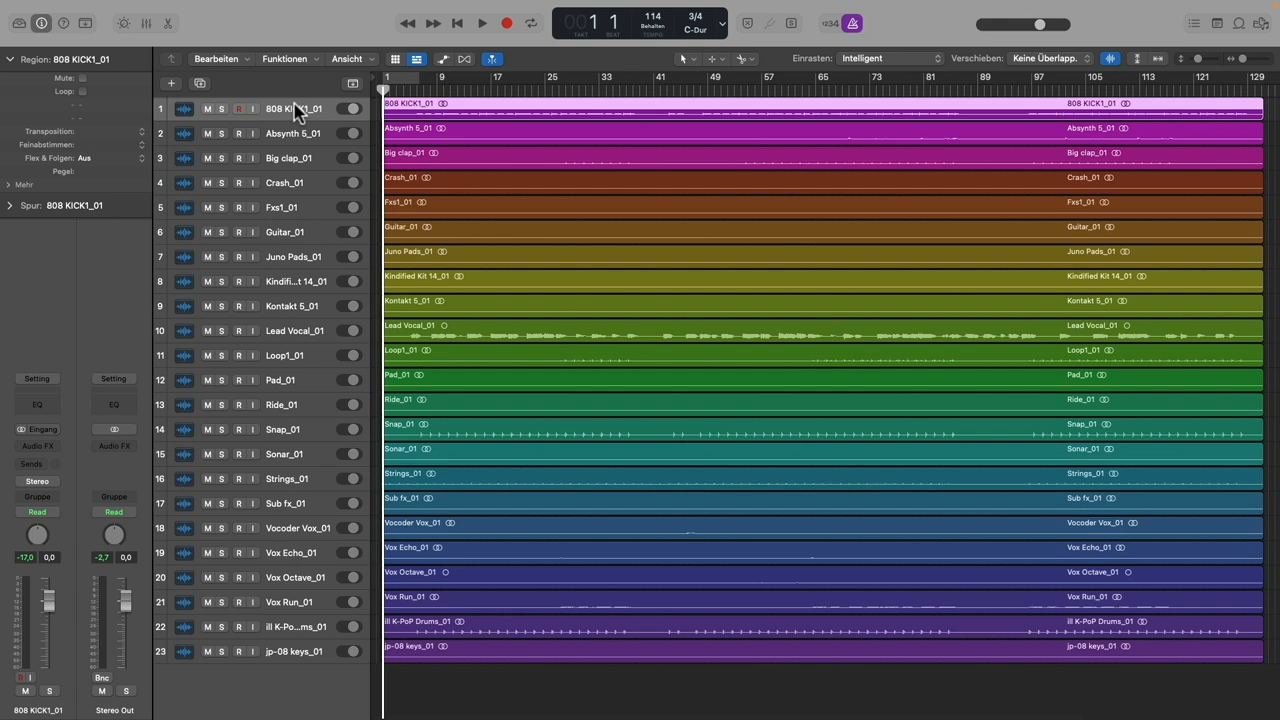 001 1 114 3/4
Behalten C-Dur
TAKT BEAT TEMPO
1234
Region: 808 KICK1_01
Mute:
Loop:
Transposition:
Feinabstimmen:
Flex & Folgen: Aus
Pegel:
Mehr
Spur: 808 KICK1_01
Bearbeiten Funktionen Ansicht
Einrasten: Intelligent Verschieben: Keine Überlapp.
1 9 17 25 33 41 49 57 65 73 81 89 97 105 113 121 129
1 M S R I 808 KICK1_01 808 KICK1_01 808 KICK1_01
2 M S R I Absynth 5_01 Absynth 5_01 Absynth 5_01
3 M S R I Big clap_01 Big clap_01 Big clap_01
4 M S R I Crash_01 Crash_01 Crash_01
5 M S R I Fxs1_01 Fxs1_01 Fxs1_01
6 M S R I Guitar_01 Guitar_01 Guitar_01
7 M S R I Juno Pads_01 Juno Pads_01 Juno Pads_01
8 M S R I Kindifi...t 14_01 Kindified Kit 14_01 Kindified Kit 14_01
9 M S R I Kontakt 5_01 Kontakt 5_01 Kontakt 5_01
10 M S R I Lead Vocal_01 Lead Vocal_01 Lead Vocal_01
11 M S R I Loop1_01 Loop1_01 Loop1_01
12 M S R I Pad_01 Pad_01 Pad_01
13 M S R I Ride_01 Ride_01 Ride_01
14 M S R I Snap_01 Snap_01 Snap_01
15 M S R I Sonar_01 Sonar_01 Sonar_01
16 M S R I Strings_01 Strings_01 Strings_01
17 M S R I Sub fx_01 Sub fx_01 Sub fx_01
18 M S R I Vocoder Vox_01 Vocoder Vox_01 Vocoder Vox_01
19 M S R I Vox Echo_01 Vox Echo_01 Vox Echo_01
20 M S R I Vox Octave_01 Vox Octave_01 Vox Octave_01
21 M S R I Vox Run_01 Vox Run_01 Vox Run_01
22 M S R I ill K-Po...ms_01 ill K-PoP Drums_01 ill K-PoP Drums_01
23 M S R I jp-08 keys_01 jp-08 keys_01 jp-08 keys_01
Setting Setting
EQ EQ
Eingang
Audio FX Audio FX
Sends
Stereo
Gruppe Gruppe
Read Read
-17,0 0,0 -2,7 0,0
R I Bnc
M S M S
808 KICK1_01 Stereo Out